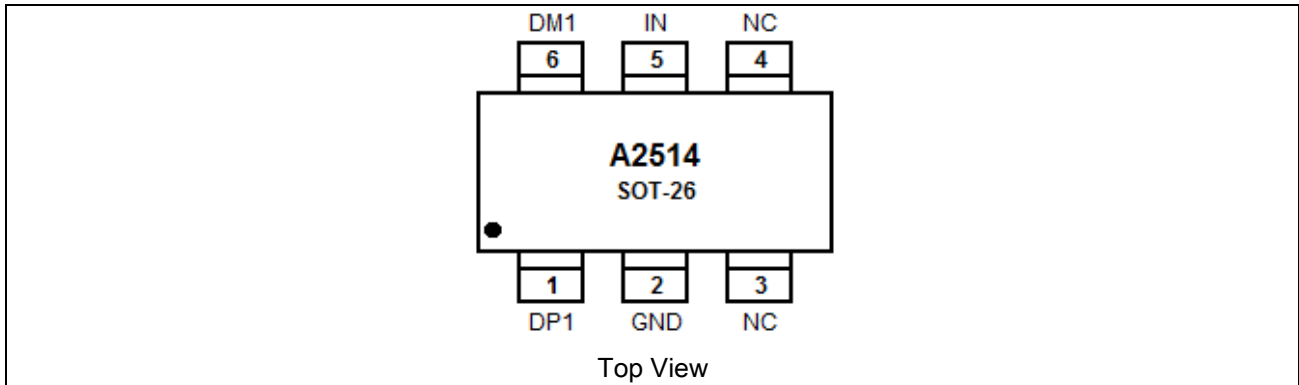 DM1 IN NC
6 5 4
A2514
SOT-26
1 2 3
DP1 GND NC
Top View